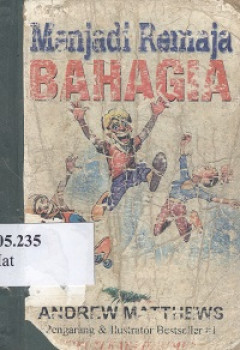 Menjadi Remaja
BAHAGIA
05.235
Mat
ANDREW MATTHEWS
Pengarang & Ilustrator Bestseller #1